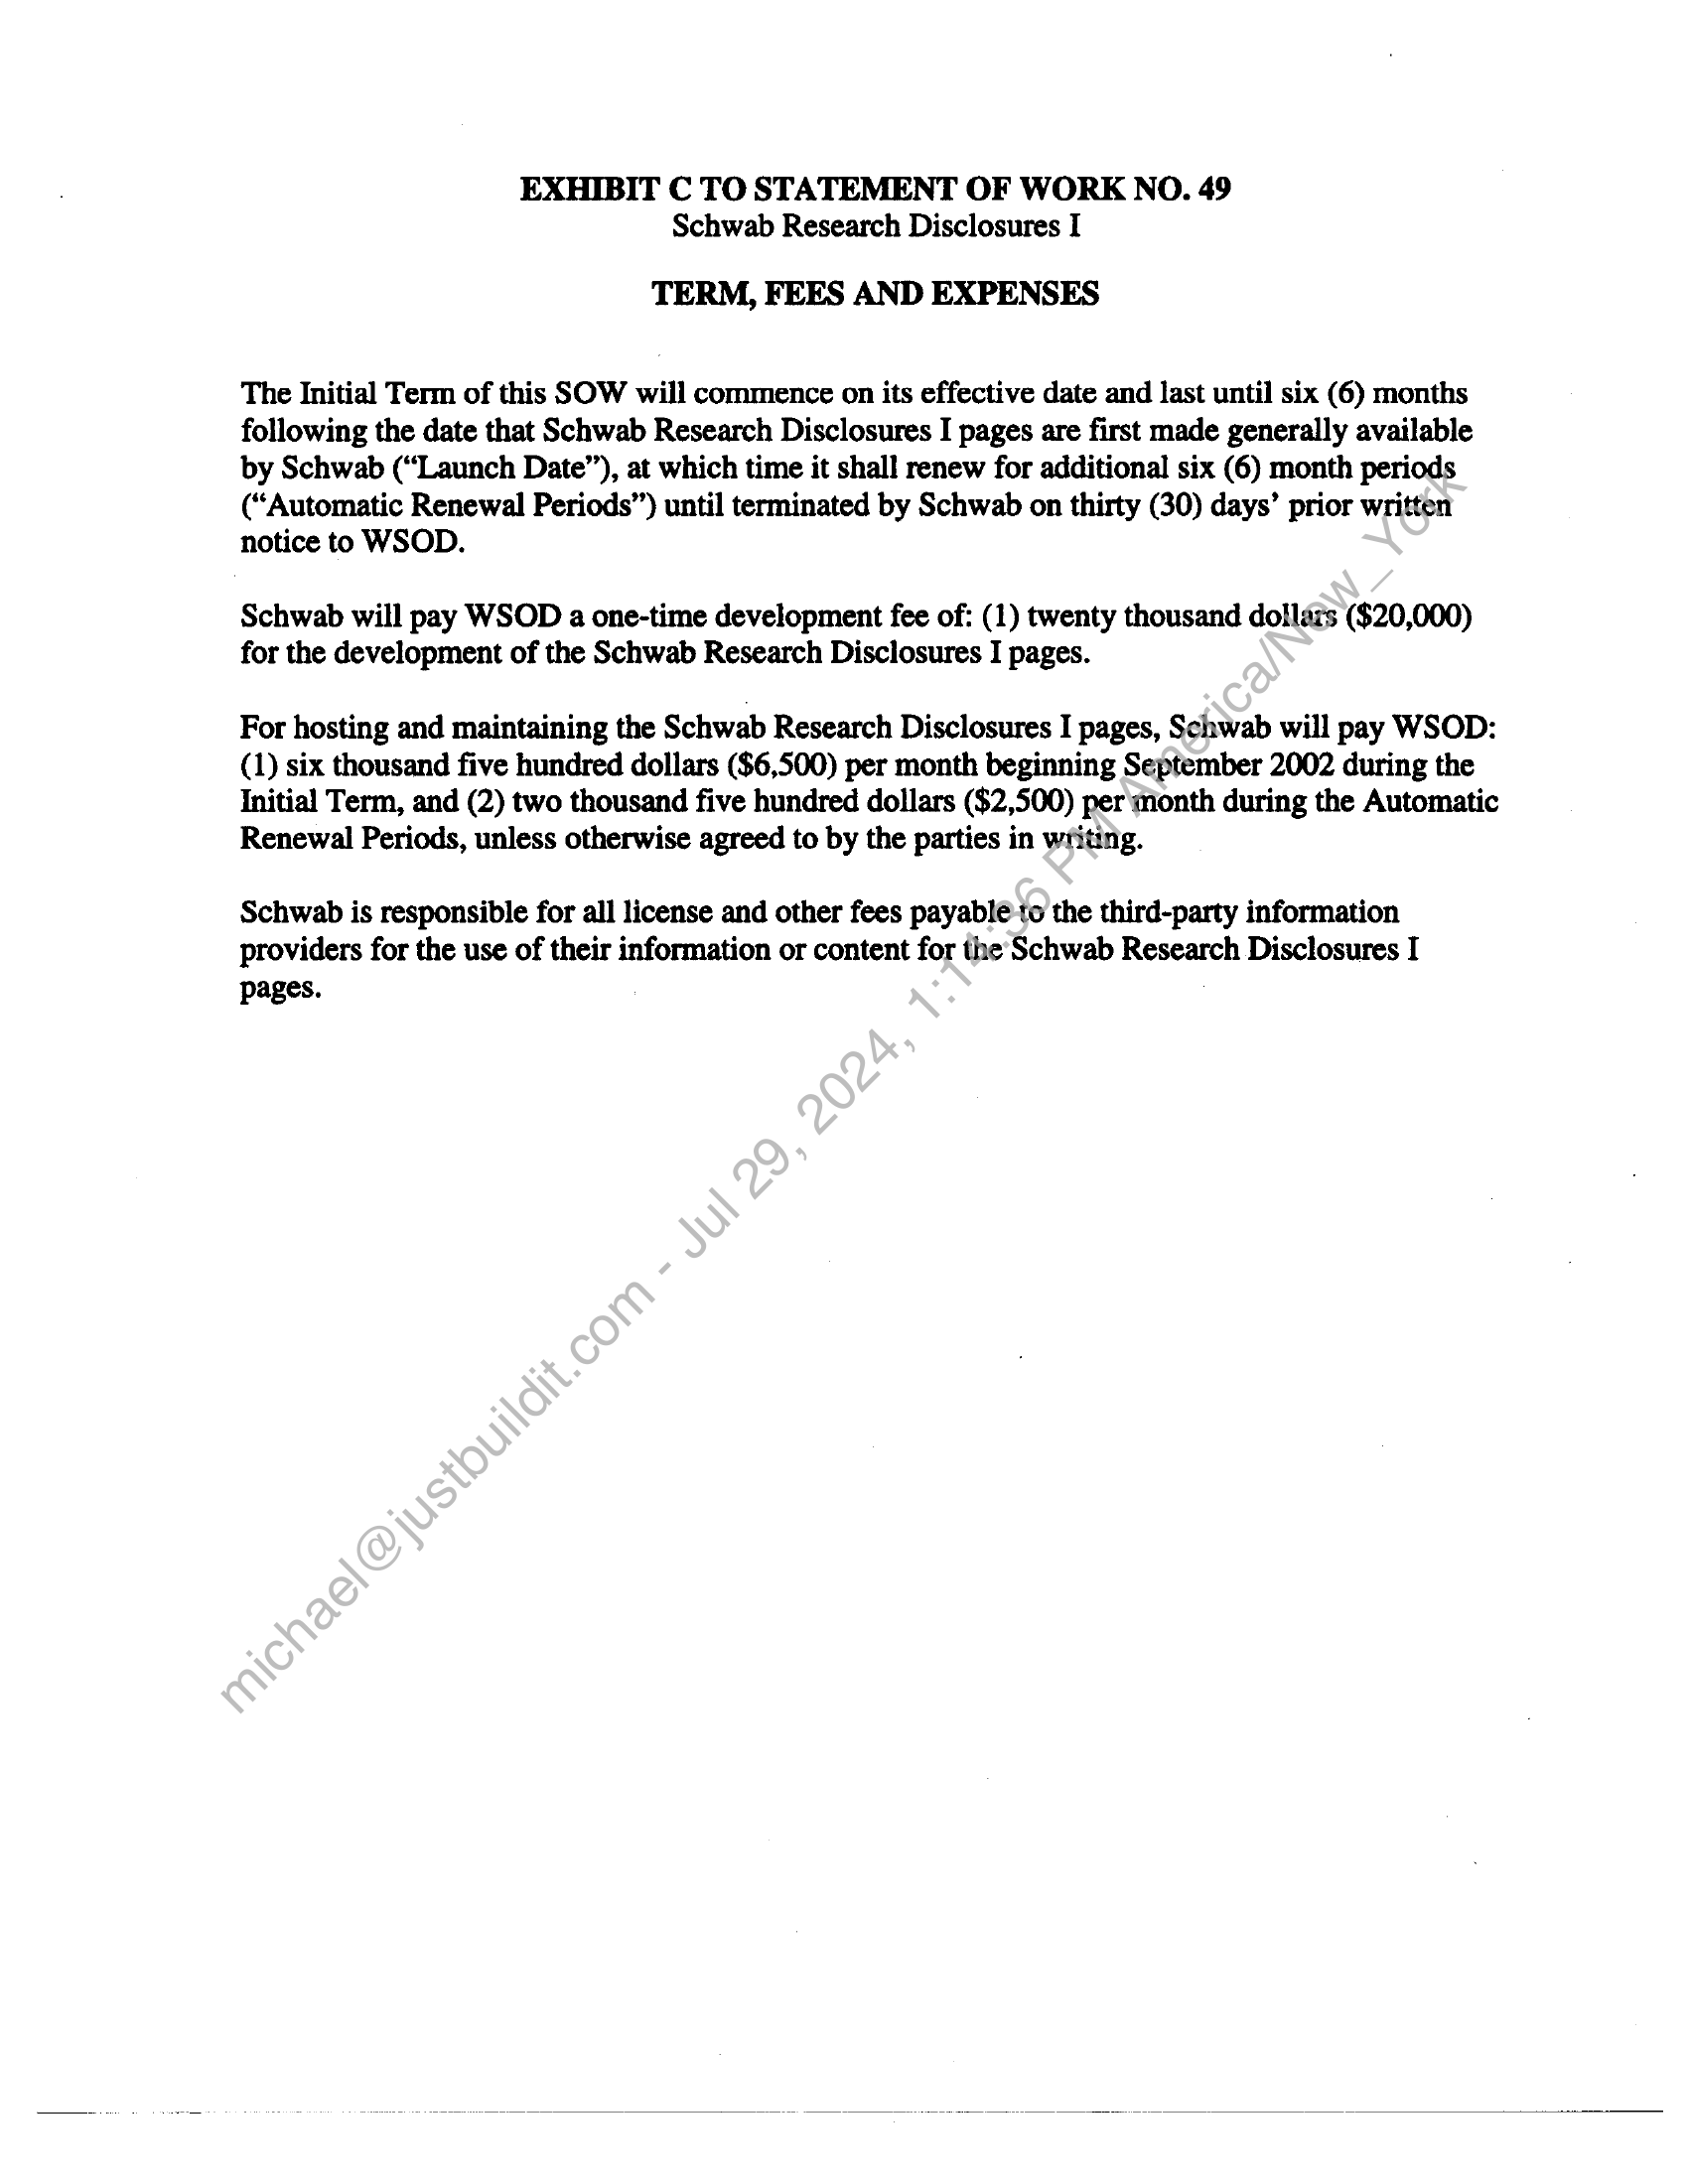 EXHIBIT C TO STATEMENT OF WORK NO. 49
Schwab Research Disclosures I
TERM, FEES AND EXPENSES
The Initial Term of this SOW will commence on its effective date and last until six (6) months
following the date that Schwab Research Disclosures I pages are first made generally available
by Schwab (“Launch Date”), at which time it shall renew for additional six (6) month periods
(“Automatic Renewal Periods”) until terminated by Schwab on thirty (30) days’ prior written
notice to WSOD.
Schwab will pay WSOD a one-time development fee of: (1) twenty thousand dollars ($20,000)
for the development of the Schwab Research Disclosures I pages.
For hosting and maintaining the Schwab Research Disclosures I pages, Schwab will pay WSOD:
(1) six thousand five hundred dollars ($6,500) per month beginning September 2002 during the
Initial Term, and (2) two thousand five hundred dollars ($2,500) per month during the Automatic
Renewal Periods, unless otherwise agreed to by the parties in writing.
Schwab is responsible for all license and other fees payable to the third-party information
providers for the use of their information or content for the Schwab Research Disclosures I
pages.
michael@justbuildit.com - Jul 29, 2024, 1:14:36 PM America/New_York